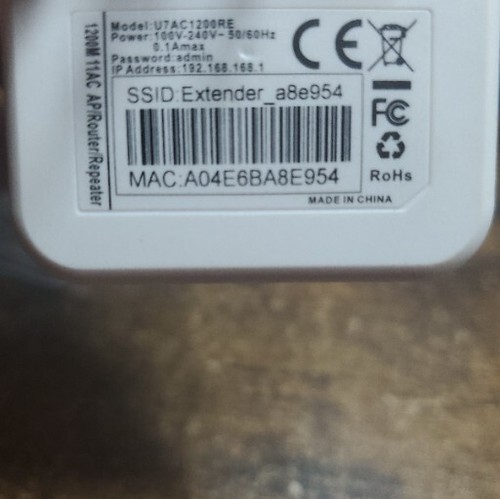 1200M 11AC AP/Router/Repeater
Model:U7AC1200RE
Power:100V-240V~50/60Hz
0.1Amax
Password:admin
IP Address:192.168.168.1
SSID:Extender_a8e954
MAC:A04E6BA8E954
CE
FC
RoHs
MADE IN CHINA